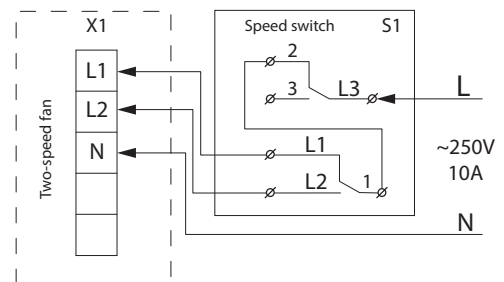 X1
Two-speed fan
L1
L2
N
Speed switch
S1
2
3
L3
L1
L2
1
L
~250V
10A
N